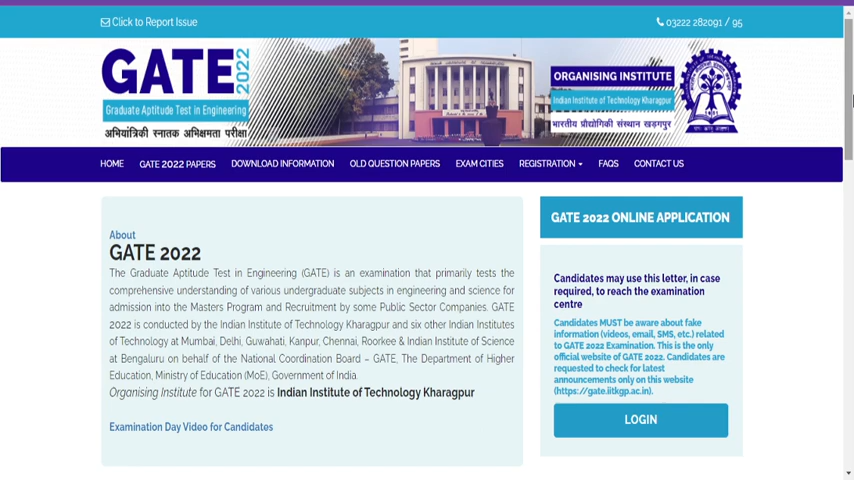 Click to Report Issue
03222 282091 / 95
GATE 2022
Graduate Aptitude Test in Engineering
अभियांत्रिकी स्नातक अभिक्षमता परीक्षा
ORGANISING INSTITUTE
Indian Institute of Technology Kharagpur
भारतीय प्रौद्योगिकी संस्थान खड़गपुर
HOME GATE 2022 PAPERS DOWNLOAD INFORMATION OLD QUESTION PAPERS EXAM CITIES REGISTRATION FAQS CONTACT US
About
GATE 2022
The Graduate Aptitude Test in Engineering (GATE) is an examination that primarily tests the
comprehensive understanding of various undergraduate subjects in engineering and science for
admission into the Masters Program and Recruitment by some Public Sector Companies. GATE
2022 is conducted by the Indian Institute of Technology Kharagpur and six other Indian Institutes
of Technology at Mumbai, Delhi, Guwahati, Kanpur, Chennai, Roorkee & Indian Institute of Science
at Bengaluru on behalf of the National Coordination Board – GATE, The Department of Higher
Education, Ministry of Education (MoE), Government of India.
Organising Institute for GATE 2022 is Indian Institute of Technology Kharagpur
Examination Day Video for Candidates
GATE 2022 ONLINE APPLICATION
Candidates may use this letter, in case
required, to reach the examination
centre
Candidates MUST be aware about fake
information (videos, email, SMS, etc.) related
to GATE 2022 Examination. This is the only
official website of GATE 2022. Candidates are
requested to check for latest
announcements only on this website
(https://gate.iitkgp.ac.in).
LOGIN